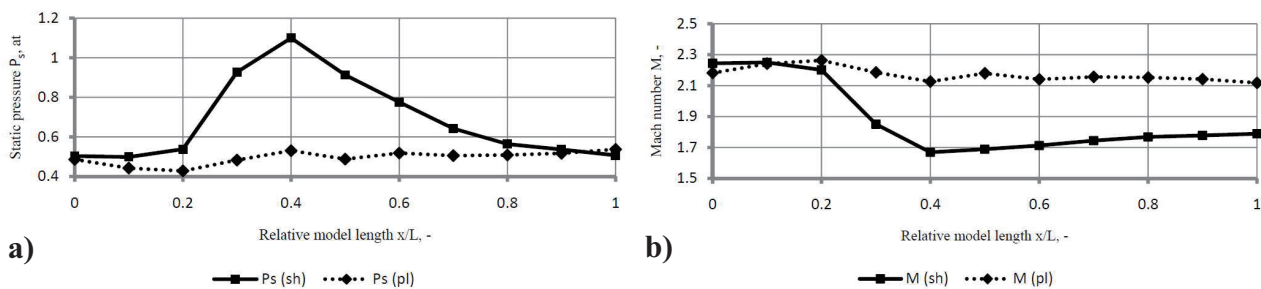 Static pressure Ps, at
1.2
1
0.8
0.6
0.4
0 0.2 0.4 0.6 0.8 1
Relative model length x/L, -
a)
Ps (sh) Ps (pl)
Mach number M, -
2.5
2.3
2.1
1.9
1.7
1.5
0 0.2 0.4 0.6 0.8 1
Relative model length x/L, -
b)
M (sh) M (pl)